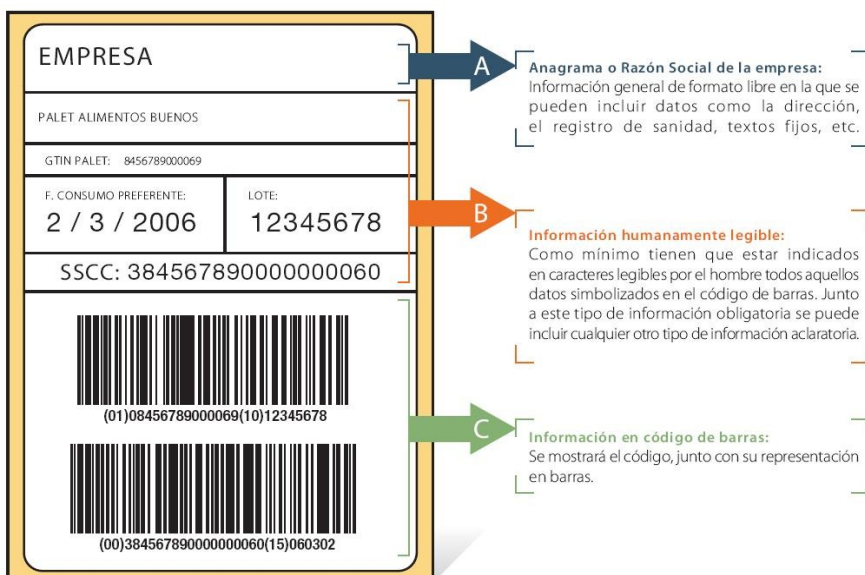 EMPRESA
PALET ALIMENTOS BUENOS
GTIN PALET: 8456789000069
F. CONSUMO PREFERENTE:
2 / 3 / 2006
LOTE:
12345678
SSCC: 384567890000000060
(01)08456789000069(10)12345678
(00)384567890000000060(15)060302
A
Anagrama o Razón Social de la empresa:
Información general de formato libre en la que se
pueden incluir datos como la dirección,
el registro de sanidad, textos fijos, etc.
B
Información humanamente legible:
Como mínimo tienen que estar indicados
en caracteres legibles por el hombre todos aquellos
datos simbolizados en el código de barras. Junto
a este tipo de información obligatoria se puede
incluir cualquier otro tipo de información aclaratoria.
C
Información en código de barras:
Se mostrará el código, junto con su representación
en barras.